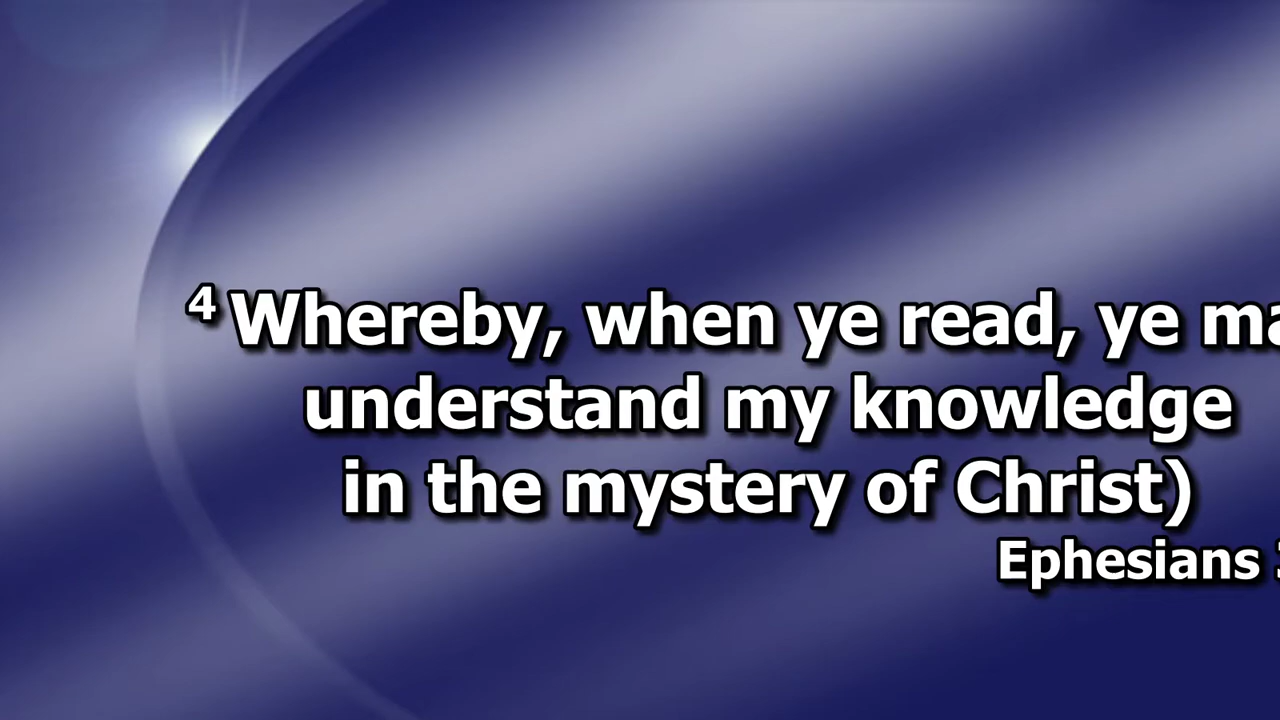 4 Whereby, when ye read, ye ma
understand my knowledge
in the mystery of Christ)
Ephesians